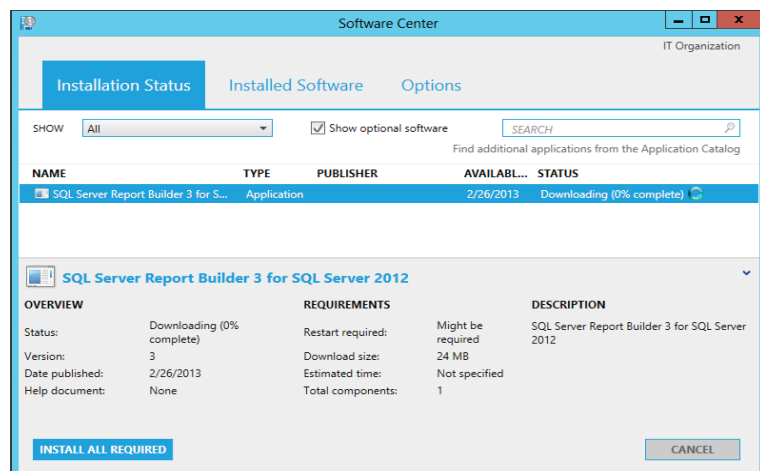 Software Center
IT Organization
Installation Status Installed Software Options
SHOW All Show optional software SEARCH
Find additional applications from the Application Catalog
NAME TYPE PUBLISHER AVAILABL... STATUS
SQL Server Report Builder 3 for S... Application 2/26/2013 Downloading (0% complete)
SQL Server Report Builder 3 for SQL Server 2012
OVERVIEW
Status: Downloading (0% complete)
Version: 3
Date published: 2/26/2013
Help document: None
REQUIREMENTS
Restart required: Might be required
Download size: 24 MB
Estimated time: Not specified
Total components: 1
DESCRIPTION
SQL Server Report Builder 3 for SQL Server
2012
INSTALL ALL REQUIRED CANCEL